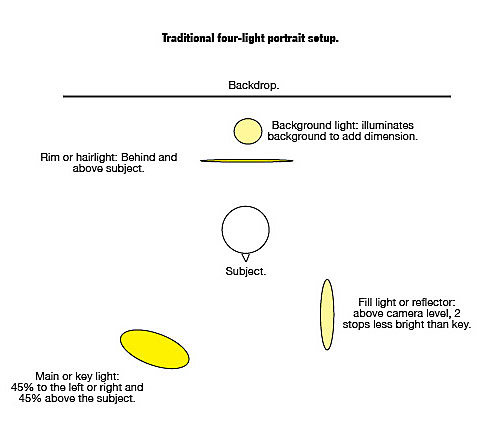 Traditional four-light portrait setup.
Backdrop.
Background light: illuminates
background to add dimension.
Rim or hairlight: Behind and
above subject.
Subject.
Fill light or reflector:
above camera level, 2
stops less bright than key.
Main or key light:
45% to the left or right and
45% above the subject.